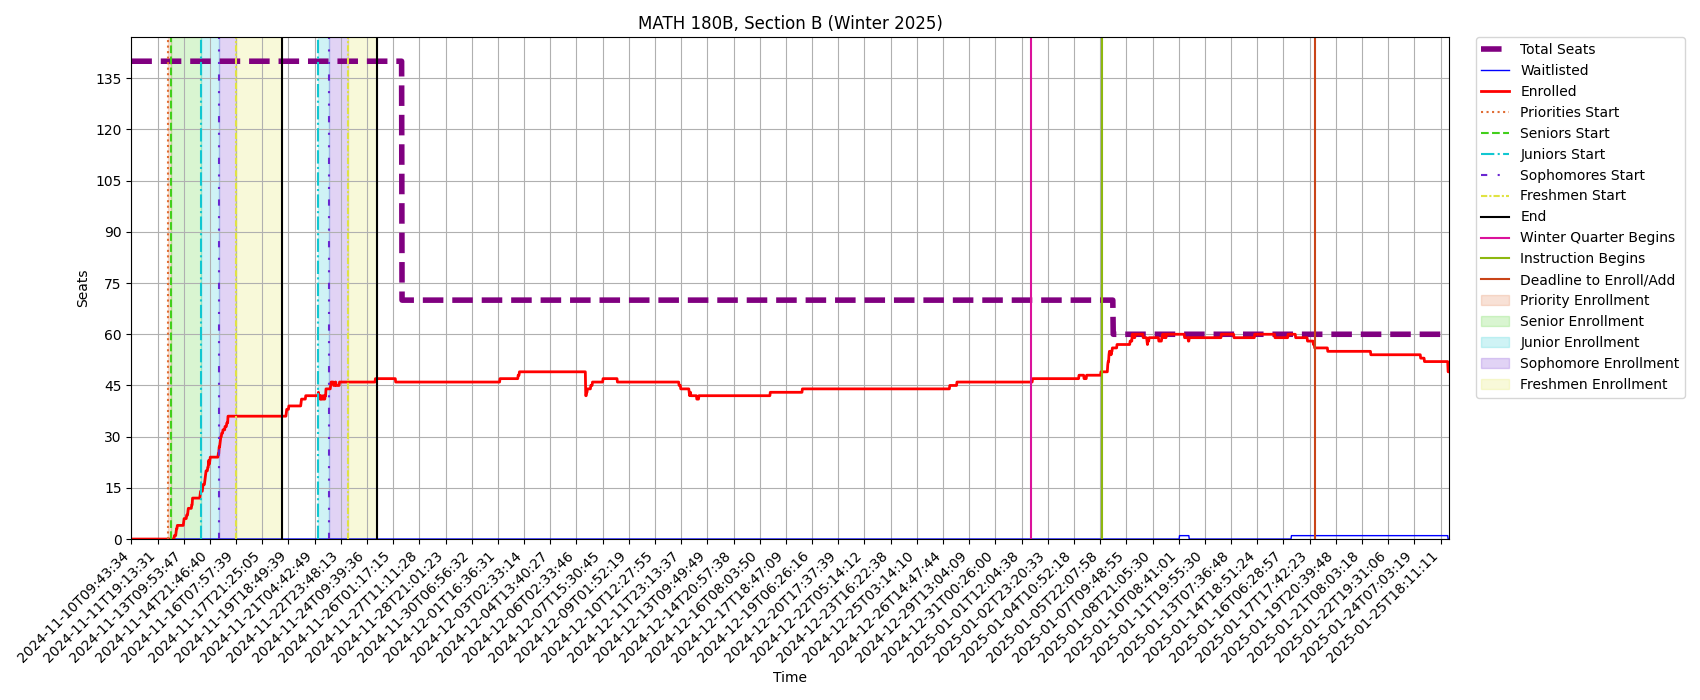 MATH 180B, Section B (Winter 2025)
Seats
135
120
105
90
75
60
45
30
15
0
2024-11-10T09:43:34
2024-11-11T19:13:31
2024-11-13T09:53:47
2024-11-14T21:46:40
2024-11-16T07:57:39
2024-11-17T21:25:05
2024-11-19T18:49:39
2024-11-21T04:42:49
2024-11-22T23:48:13
2024-11-24T09:39:36
2024-11-26T01:17:15
2024-11-27T11:11:28
2024-11-28T21:01:23
2024-11-30T06:56:32
2024-12-01T16:36:31
2024-12-03T02:33:14
2024-12-04T13:40:27
2024-12-06T02:33:46
2024-12-07T15:30:45
2024-12-09T01:52:19
2024-12-10T12:27:55
2024-12-11T23:13:37
2024-12-13T09:49:49
2024-12-14T20:57:38
2024-12-16T08:03:50
2024-12-17T18:47:09
2024-12-19T06:26:16
2024-12-20T17:37:39
2024-12-22T05:14:12
2024-12-23T16:22:38
2024-12-25T03:14:10
2024-12-26T14:47:44
2024-12-29T13:04:09
2024-12-31T00:26:00
2025-01-01T12:04:38
2025-01-02T23:20:33
2025-01-04T10:52:18
2025-01-05T22:07:58
2025-01-07T09:48:55
2025-01-08T21:05:30
2025-01-10T08:41:01
2025-01-11T19:55:30
2025-01-13T07:36:48
2025-01-14T18:51:24
2025-01-16T06:28:57
2025-01-17T17:42:23
2025-01-19T20:39:48
2025-01-21T08:03:18
2025-01-22T19:31:06
2025-01-24T07:03:19
2025-01-25T18:11:11
Time
Total Seats
Waitlisted
Enrolled
Priorities Start
Seniors Start
Juniors Start
Sophomores Start
Freshmen Start
End
Winter Quarter Begins
Instruction Begins
Deadline to Enroll/Add
Priority Enrollment
Senior Enrollment
Junior Enrollment
Sophomore Enrollment
Freshmen Enrollment